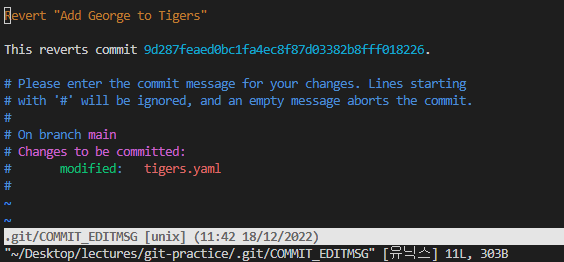 Revert "Add George to Tigers"
This reverts commit 9d287feaed0bc1fa4ec8f87d03382b8fff018226.
# Please enter the commit message for your changes. Lines starting
# with '#' will be ignored, and an empty message aborts the commit.
#
# On branch main
# Changes to be committed:
#       modified:   tigers.yaml
#
~
~
.git/COMMIT_EDITMSG [unix] (11:42 18/12/2022)
"~/Desktop/lectures/git-practice/.git/COMMIT_EDITMSG" [유닉스] 11L, 303B